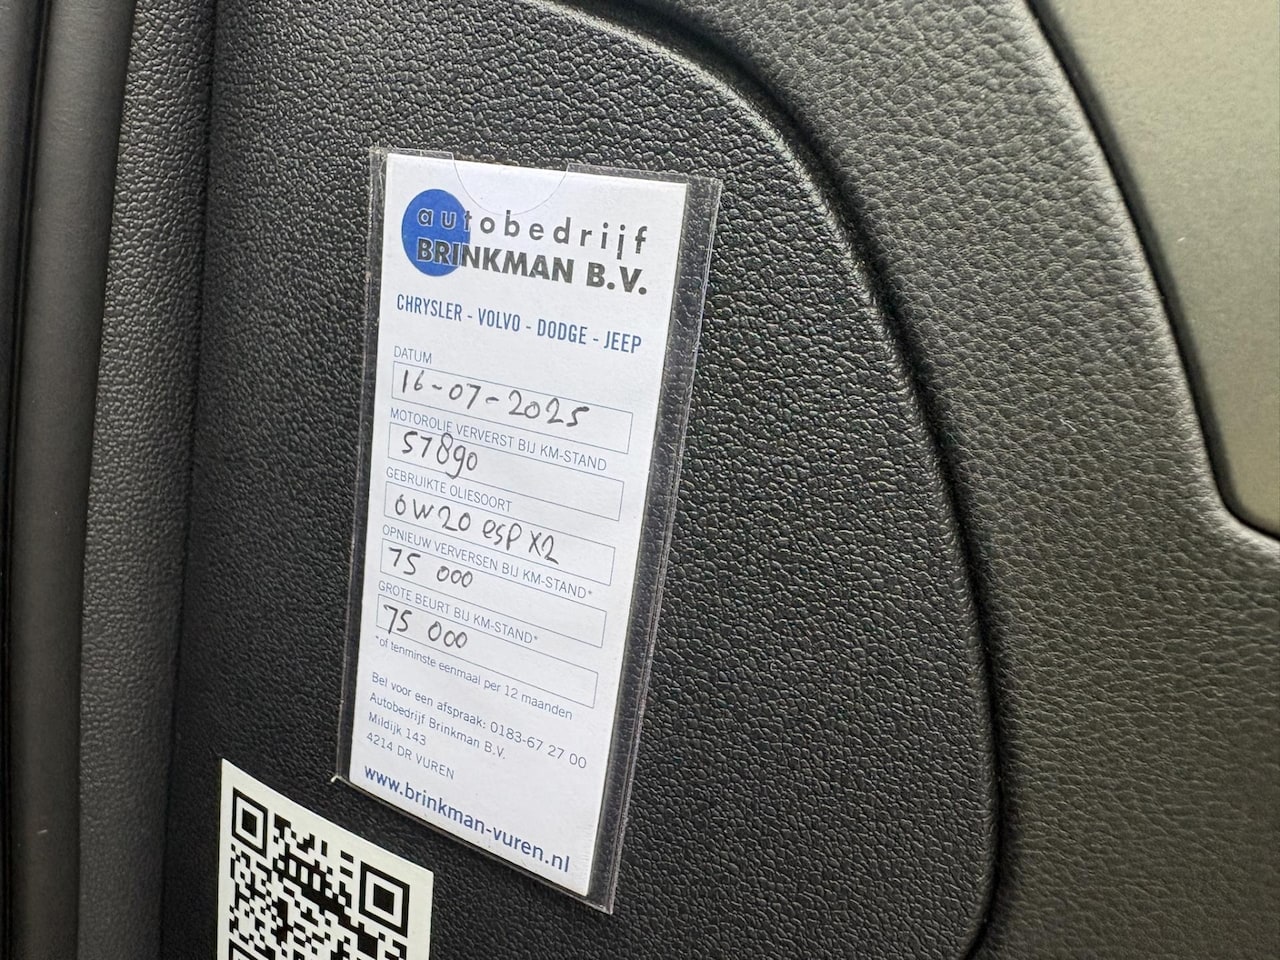 autobedrijf
BRINKMAN B.V.
CHRYSLER - VOLVO - DODGE - JEEP
DATUM
16-07-2025
MOTOROLIE VERVERST BIJ KM-STAND
57890
GEBRUIKTE OLIESOORT
0W20 esp X2
OPNIEUW VERVERSEN BIJ KM-STAND*
75 000
GROTE BEURT BIJ KM-STAND*
75 000
*of tenminste eenmaal per 12 maanden
Bel voor een afspraak: 0183-67 27 00
Autobedrijf Brinkman B.V.
Mildijk 143
4214 DR VUREN
www.brinkman-vuren.nl